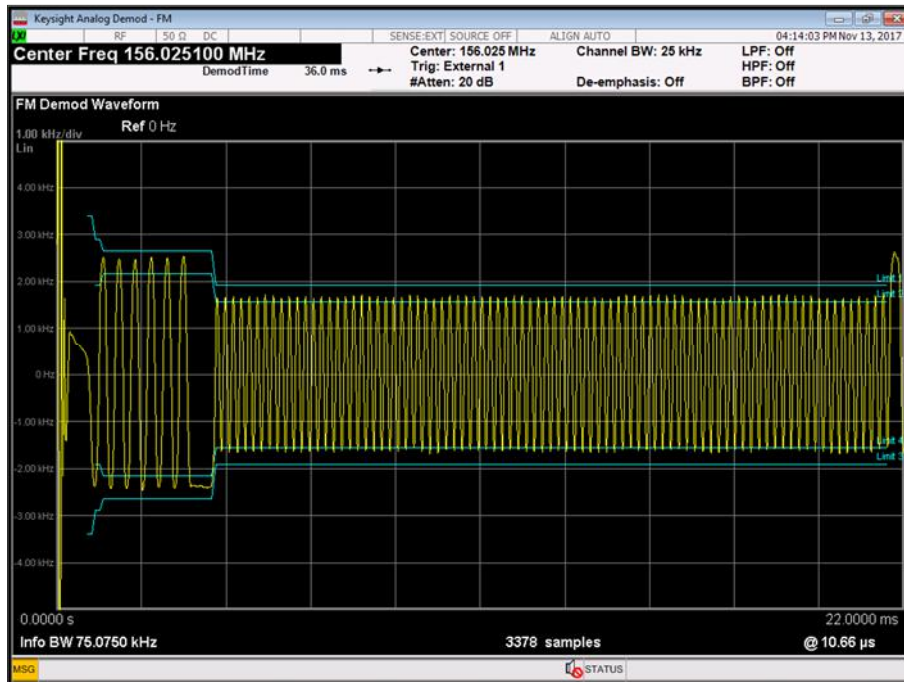 Keysight Analog Demod - FM
RF 50 Ω DC SENSE:EXT SOURCE OFF ALIGN AUTO 04:14:03 PM Nov 13, 2017
Center Freq 156.025100 MHz Center: 156.025 MHz Channel BW: 25 kHz LPF: Off
DemodTime 36.0 ms Trig: External 1 HPF: Off
#Atten: 20 dB De-emphasis: Off BPF: Off
FM Demod Waveform
1.00 kHz/div Ref 0 Hz
Lin
4.00 kHz
3.00 kHz
2.00 kHz
Limit 1
Limit 2
1.00 kHz
0 Hz
-1.00 kHz
Limit 4
Limit 3
-2.00 kHz
-3.00 kHz
-4.00 kHz
0.0000 s 22.0000 ms
Info BW 75.0750 kHz 3378 samples @ 10.66 µs
MSG STATUS